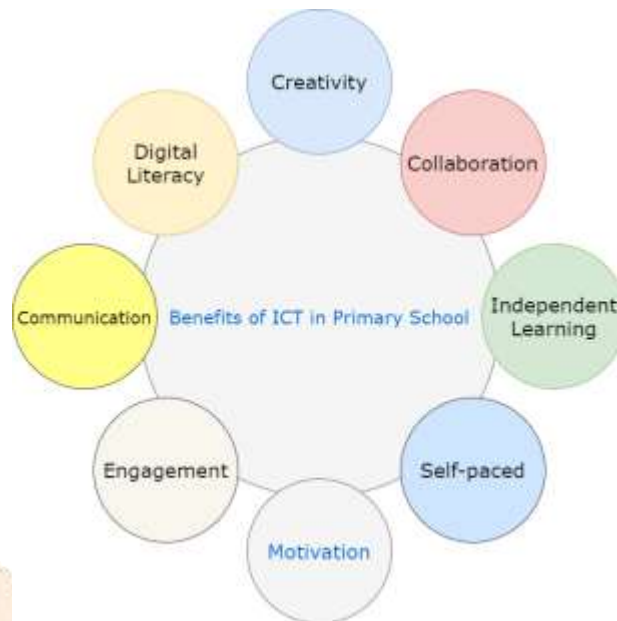 Creativity
Digital
Literacy
Collaboration
Communication
Benefits of ICT in Primary School
Independent
Learning
Engagement
Self-paced
Motivation